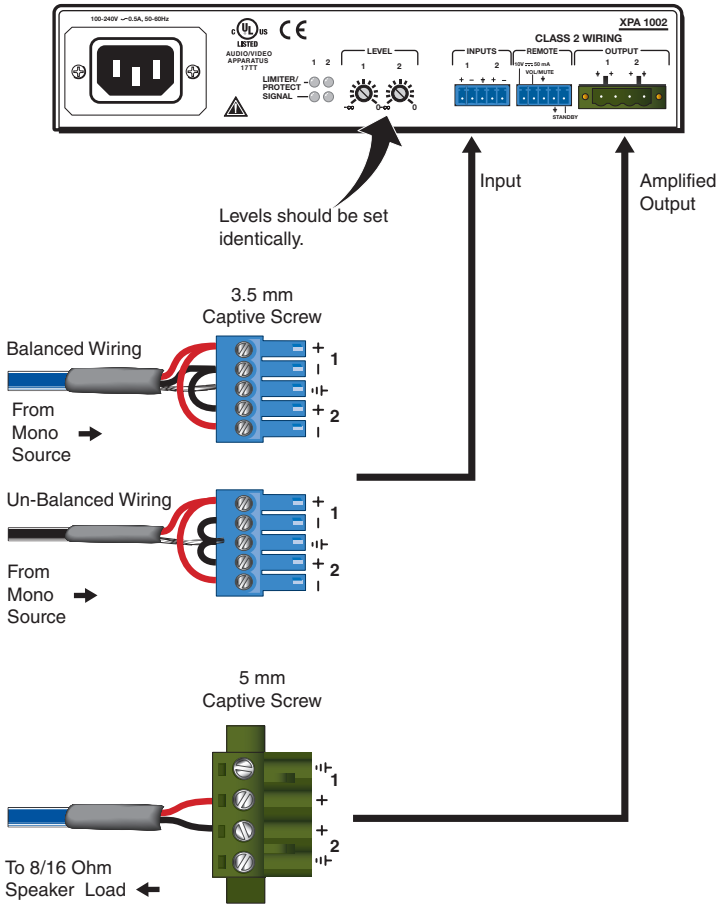 100-240V ~ 0.5A, 50-60Hz
C UL US CE
LISTED
AUDIO/VIDEO
APPARATUS
17TT
1 2
LIMITER/
PROTECT
SIGNAL
LEVEL
1 2
-∞ 0 -∞ 0
XPA 1002
CLASS 2 WIRING
INPUTS
1 2
+ − ⏚ + −
REMOTE
10V ⎓ 50 mA
VOL/MUTE
⏚
⏚
STANDBY
OUTPUT
1 2
⏚ + + ⏚
Levels should be set
identically.
Input
Amplified
Output
3.5 mm
Captive Screw
Balanced Wiring
From
Mono
Source
+
1
−
⏚
+
2
−
Un-Balanced Wiring
From
Mono
Source
+
1
−
⏚
+
2
−
5 mm
Captive Screw
⏚
1
+
+
2
⏚
To 8/16 Ohm
Speaker Load